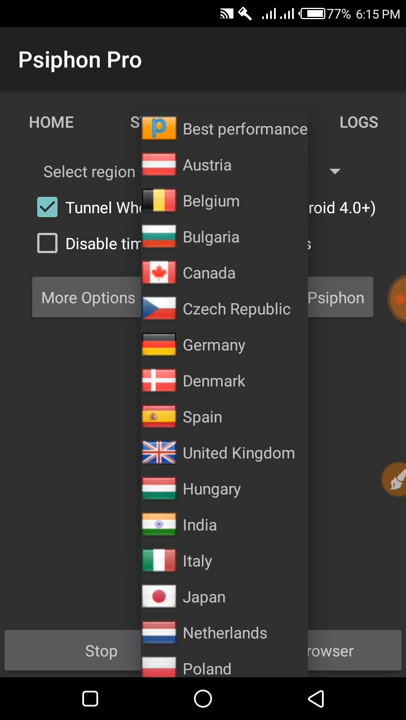 77% 6:15 PM
Psiphon Pro
HOME
LOGS
Select region
Tunnel Who
roid 4.0+)
Disable tim
s
More Options
Psiphon
Best performance
Austria
Belgium
Bulgaria
Canada
Czech Republic
Germany
Denmark
Spain
United Kingdom
Hungary
India
Italy
Japan
Netherlands
Poland
Stop
rowser